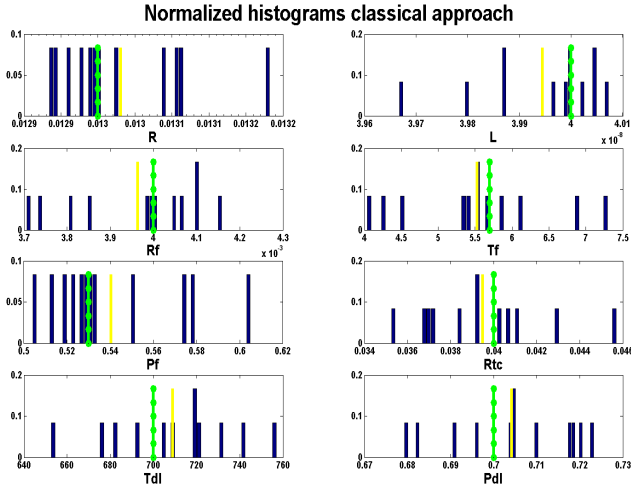 Normalized histograms classical approach
0.1
0.05
0
0.0129 0.0129 0.013 0.013 0.0131 0.0131 0.0132 0.0132
R
0.2
0.1
0
3.96 3.97 3.98 3.99 4 4.01
x 10⁻⁸
L
0.2
0.1
0
3.7 3.8 3.9 4 4.1 4.2 4.3
x 10⁻³
Rf
0.2
0.1
0
4 4.5 5 5.5 6 6.5 7 7.5
Tf
0.1
0.05
0
0.5 0.52 0.54 0.56 0.58 0.6 0.62
Pf
0.2
0.1
0
0.034 0.036 0.038 0.04 0.042 0.044 0.046
Rtc
0.2
0.1
0
640 660 680 700 720 740 760
Tdl
0.2
0.1
0
0.67 0.68 0.69 0.7 0.71 0.72 0.73
Pdl